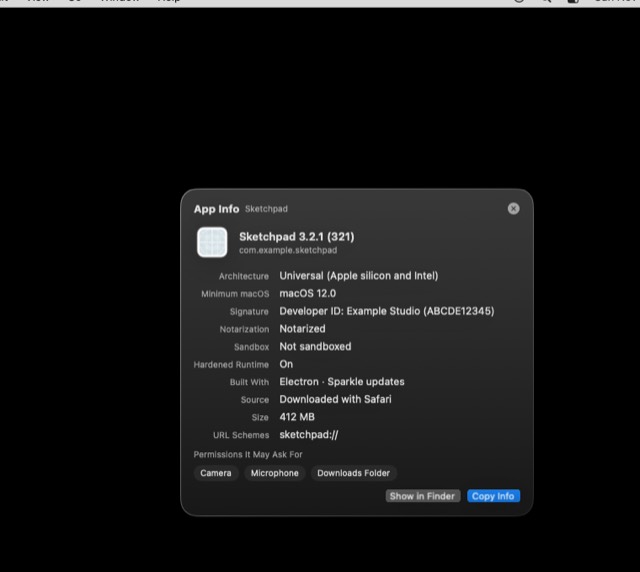 Window
App Info Sketchpad
Sketchpad 3.2.1 (321)
com.example.sketchpad
Architecture Universal (Apple silicon and Intel)
Minimum macOS macOS 12.0
Signature Developer ID: Example Studio (ABCDE12345)
Notarization Notarized
Sandbox Not sandboxed
Hardened Runtime On
Built With Electron · Sparkle updates
Source Downloaded with Safari
Size 412 MB
URL Schemes sketchpad://
Permissions It May Ask For
Camera Microphone Downloads Folder
Show in Finder Copy Info